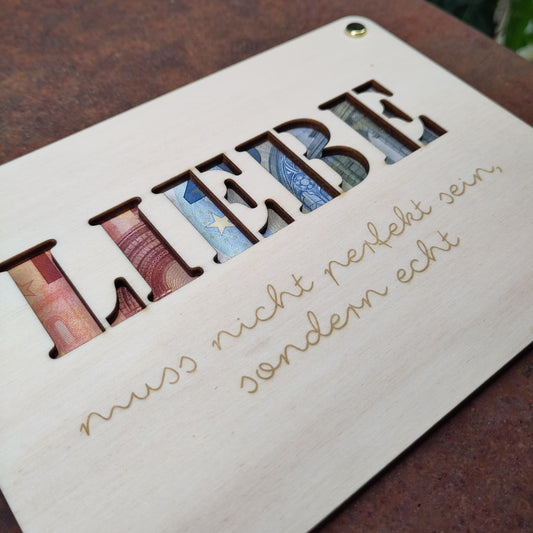 LIEBE
muss nicht perfekt sein,
sondern echt